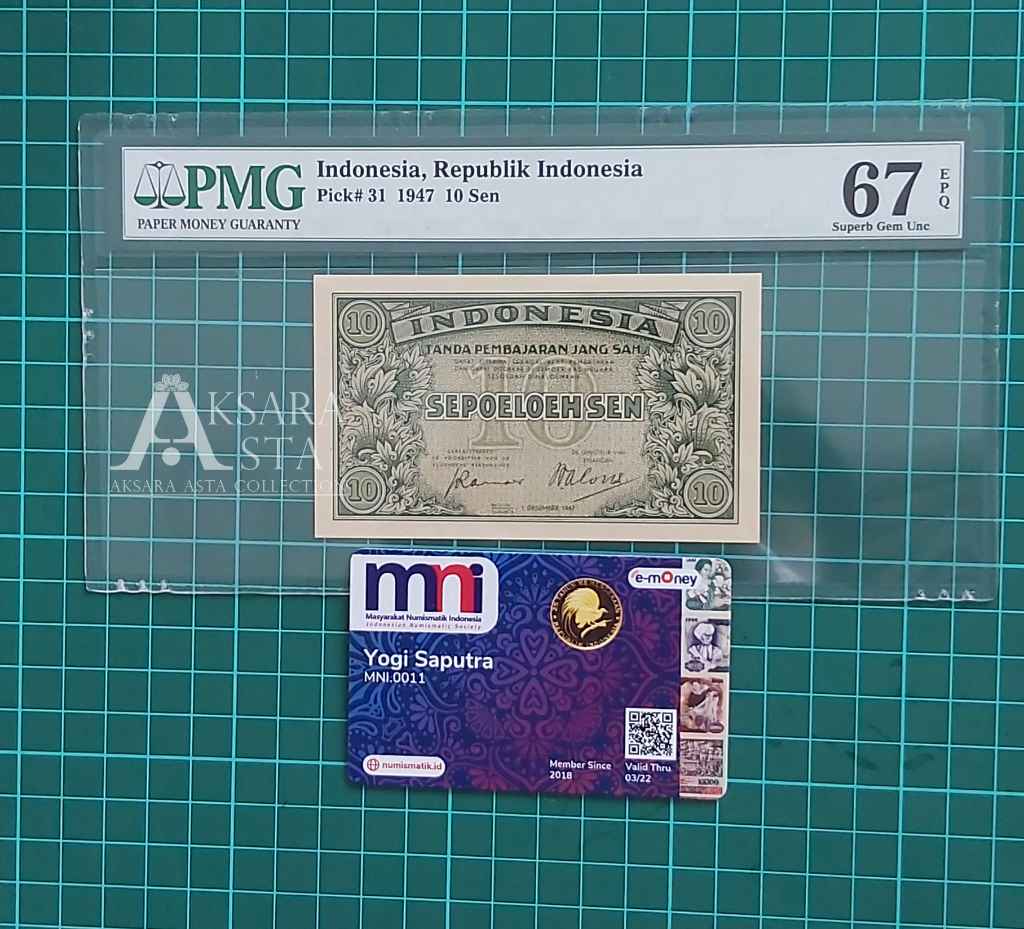 PMG
PAPER MONEY GUARANTY
Indonesia, Republik Indonesia
Pick# 31 1947 10 Sen
67
EPQ
Superb Gem Unc
10
10
INDONESIA
TANDA PEMBAJARAN JANG SAH
10
SEPOELOEH SEN
10
10
1 DESEMBER 1947
AKSARA
ASTA
AKSARA ASTA COLLECTION
mni
Masyarakat Numismatik Indonesia
Indonesian Numismatic Society
e-money
Yogi Saputra
MNI.0011
numismatik.id
Member Since
2018
Valid Thru
03/22